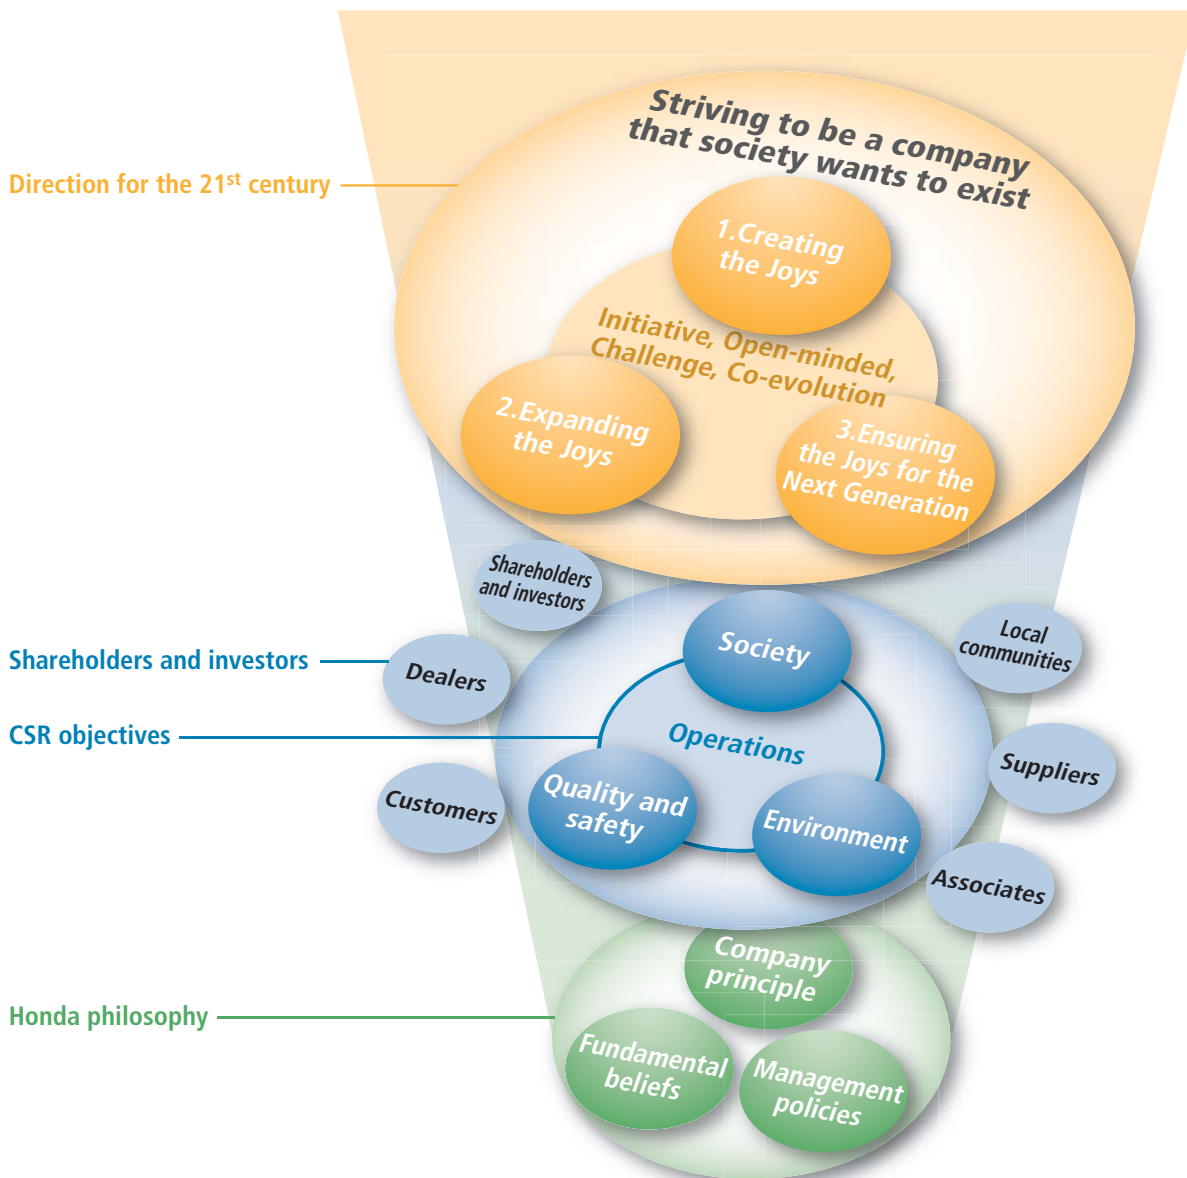 Striving to be a company
that society wants to exist
Direction for the 21st century
1.Creating
the Joys
Initiative, Open-minded,
Challenge, Co-evolution
2.Expanding
the Joys
3.Ensuring
the Joys for the
Next Generation
Shareholders
and investors
Society
Local
communities
Shareholders and investors
Dealers
CSR objectives
Operations
Suppliers
Customers
Quality and
safety
Environment
Associates
Company
principle
Honda philosophy
Fundamental
beliefs
Management
policies